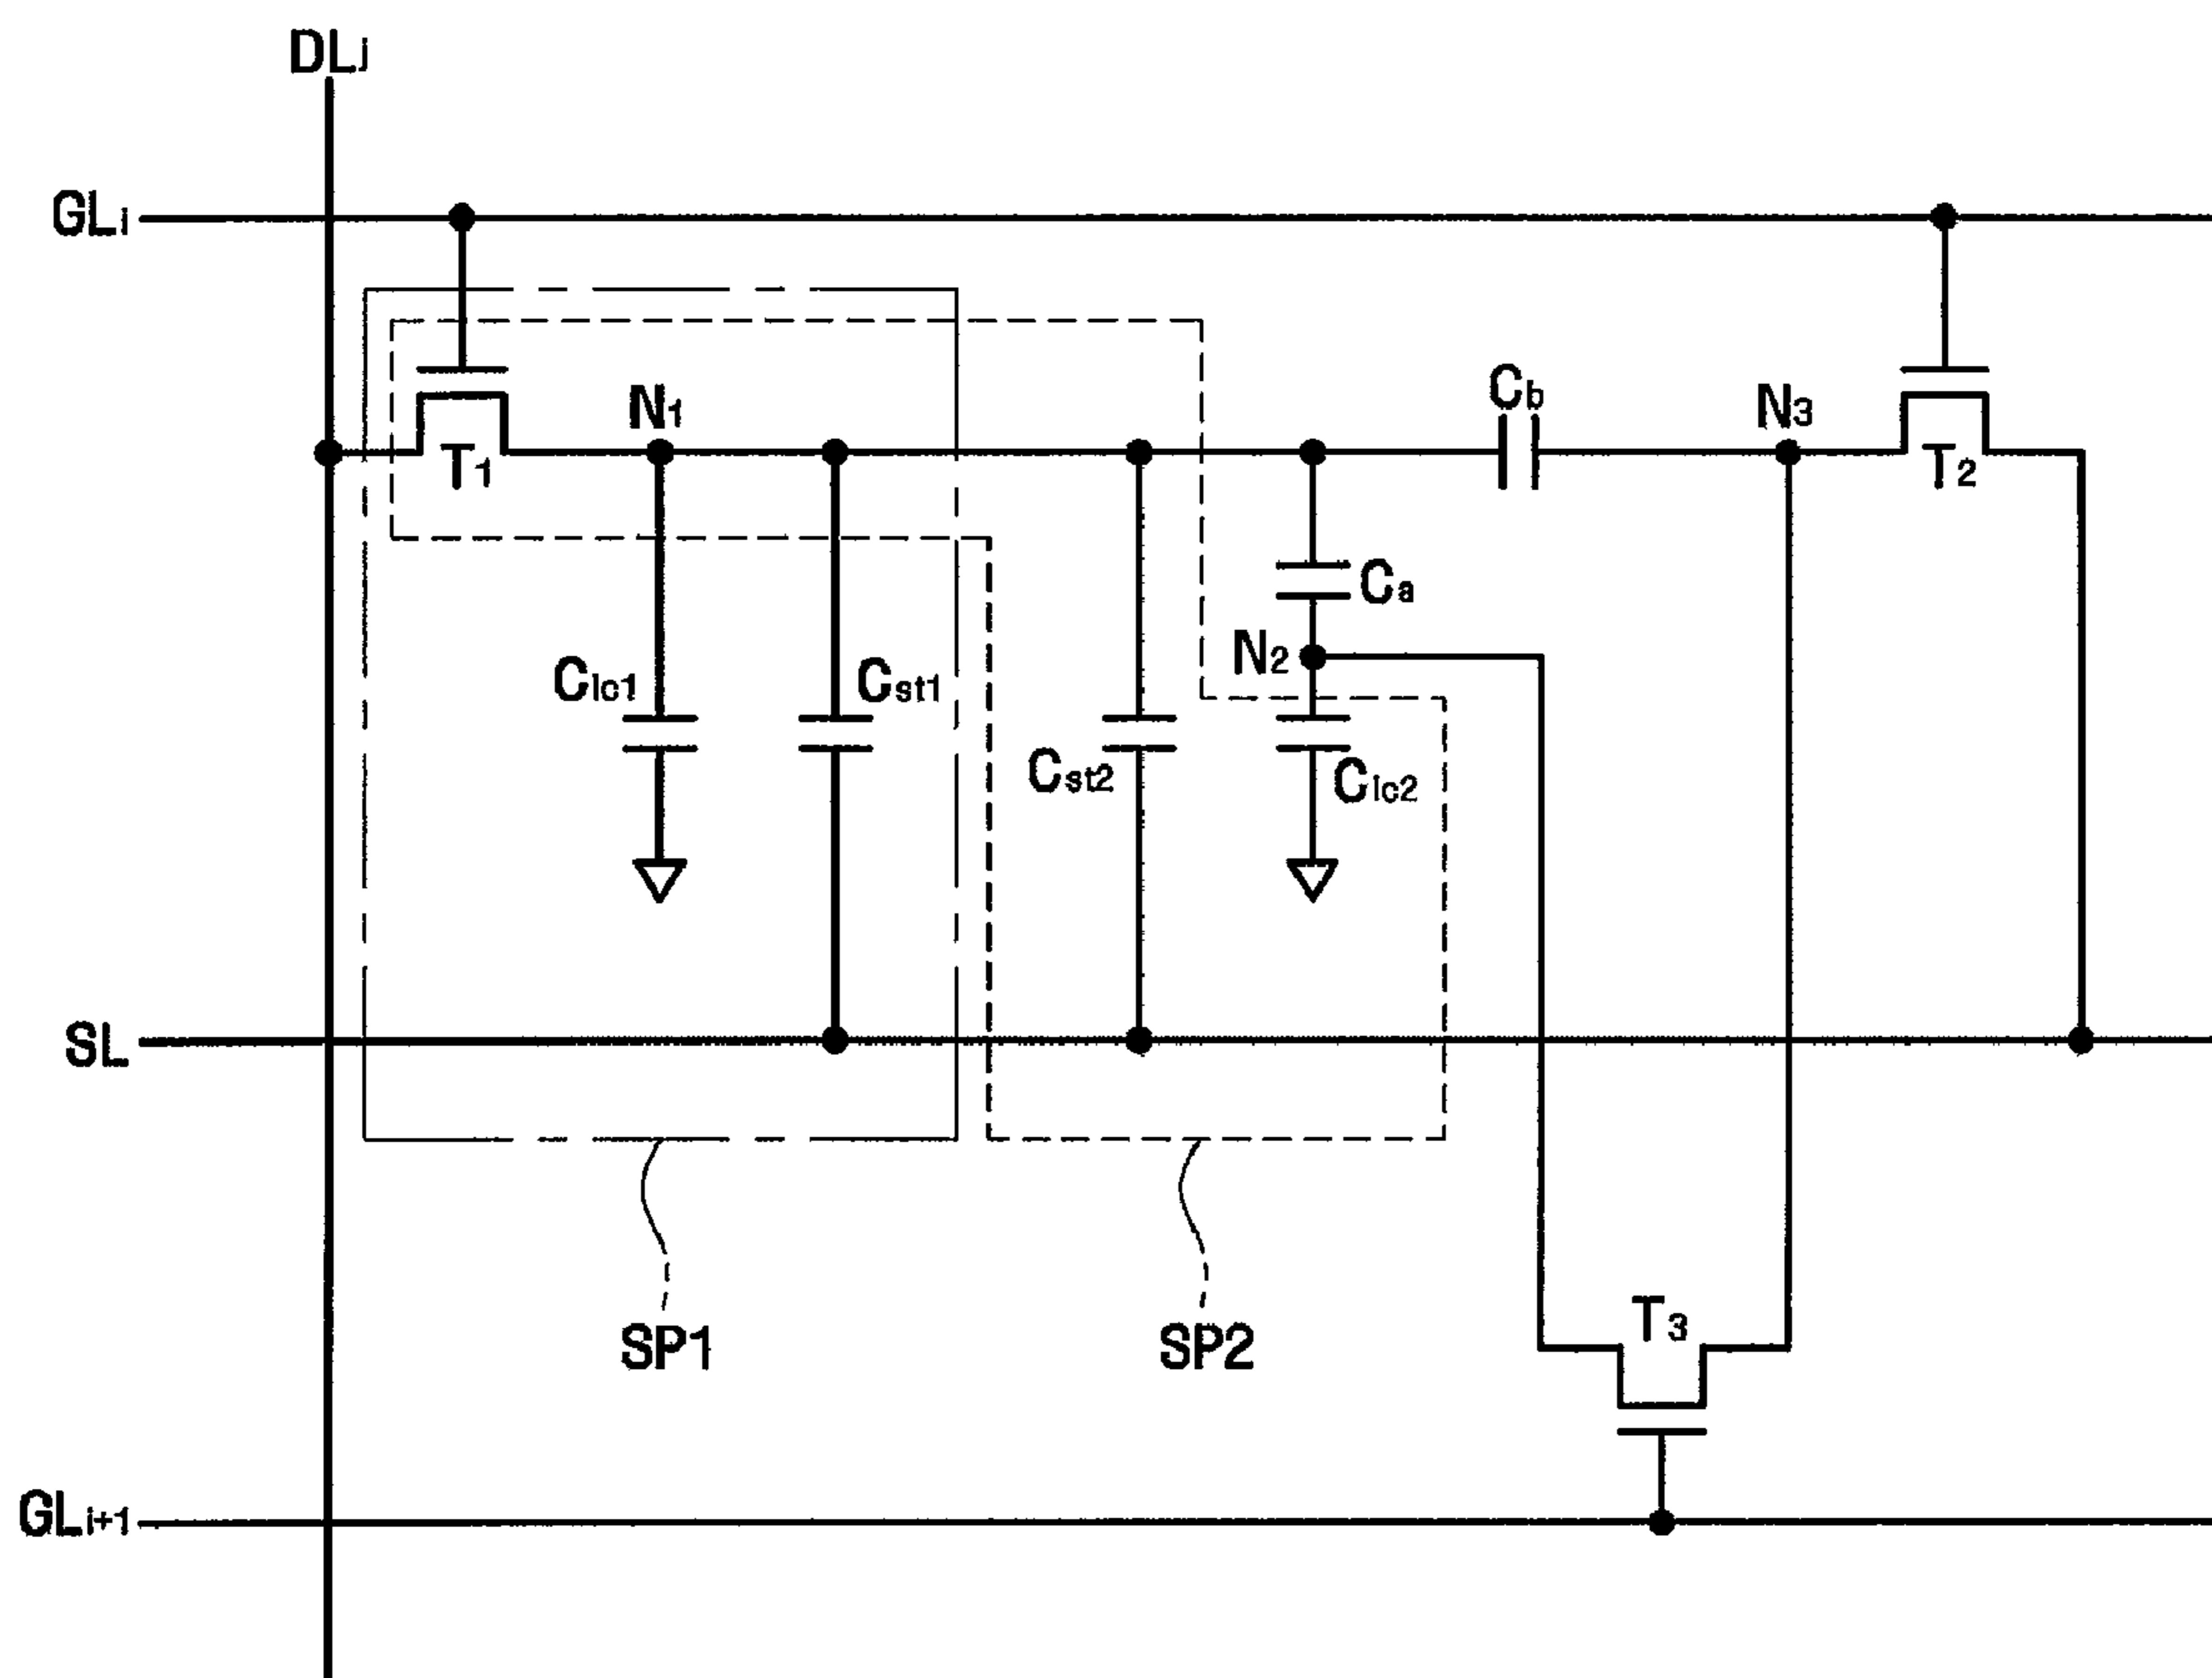 DLj
GLi
N1
Cb
N3
T1
T2
Ca
N2
Clc1
Cst1
Cst2
Clc2
SL
T3
SP1
SP2
GLi+1